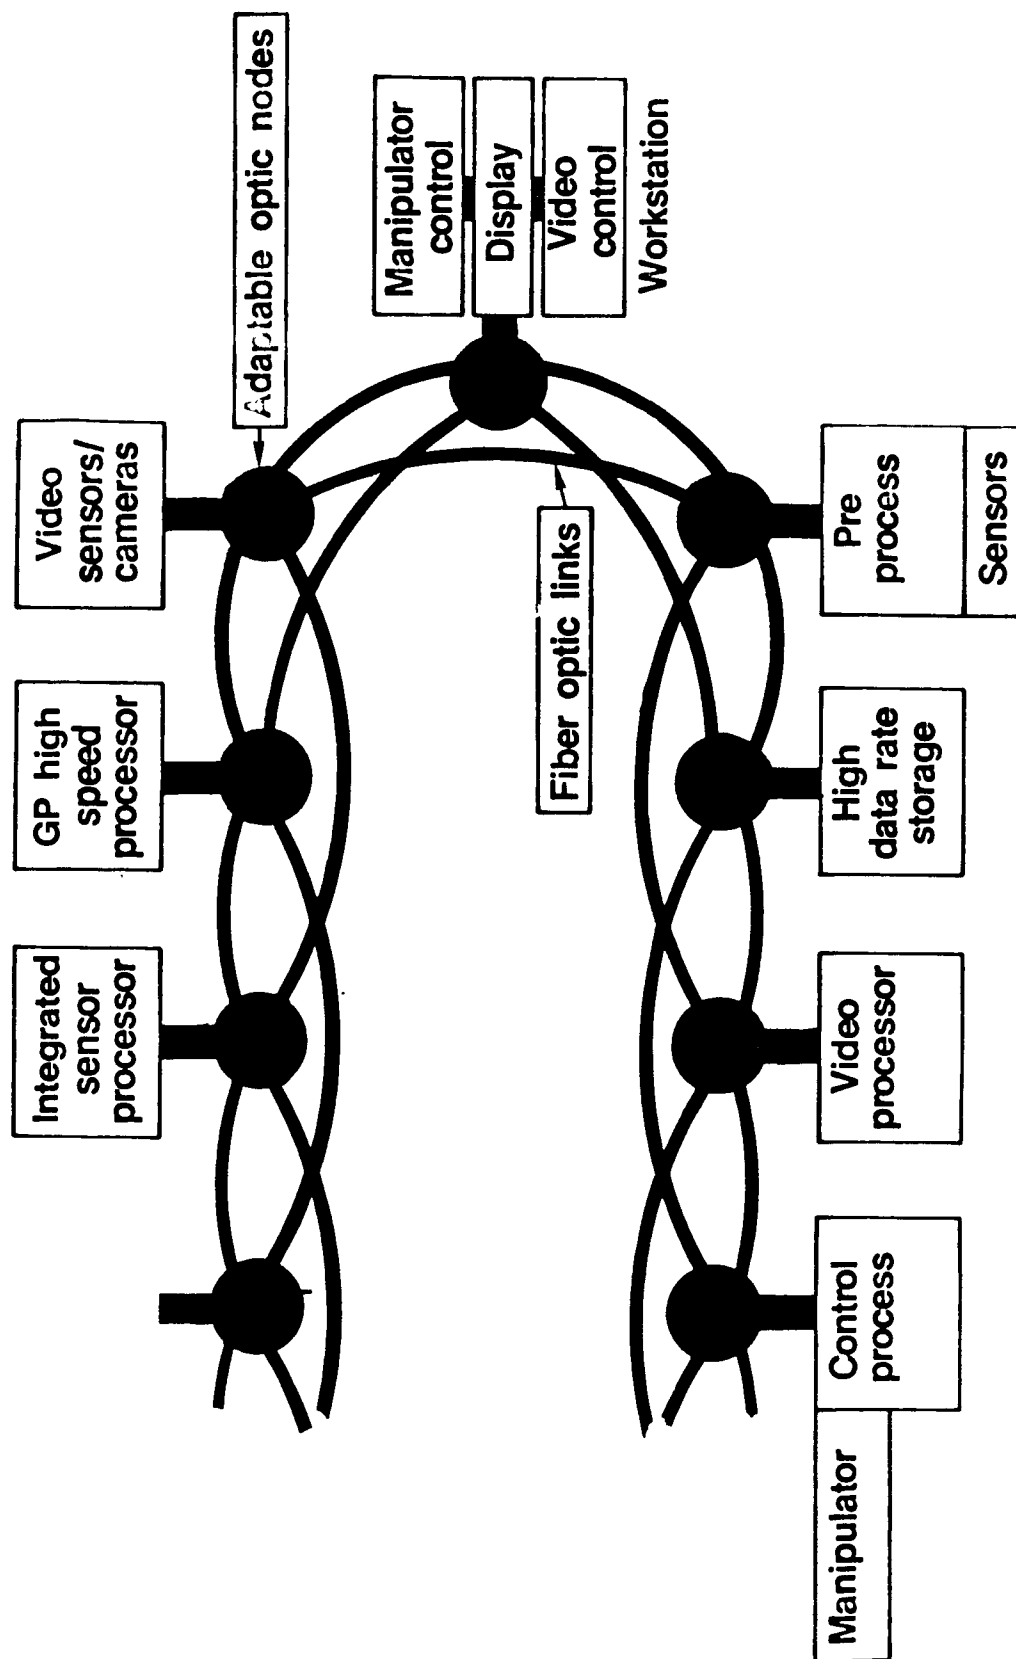 Integrated
sensor
processor
GP high
speed
processor
Video
sensors/
cameras
Adaptable optic nodes
Manipulator
control
Display
Video
control
Workstation
Fiber optic links
Manipulator
Control
process
Video
processor
High
data rate
storage
Pre
process
Sensors